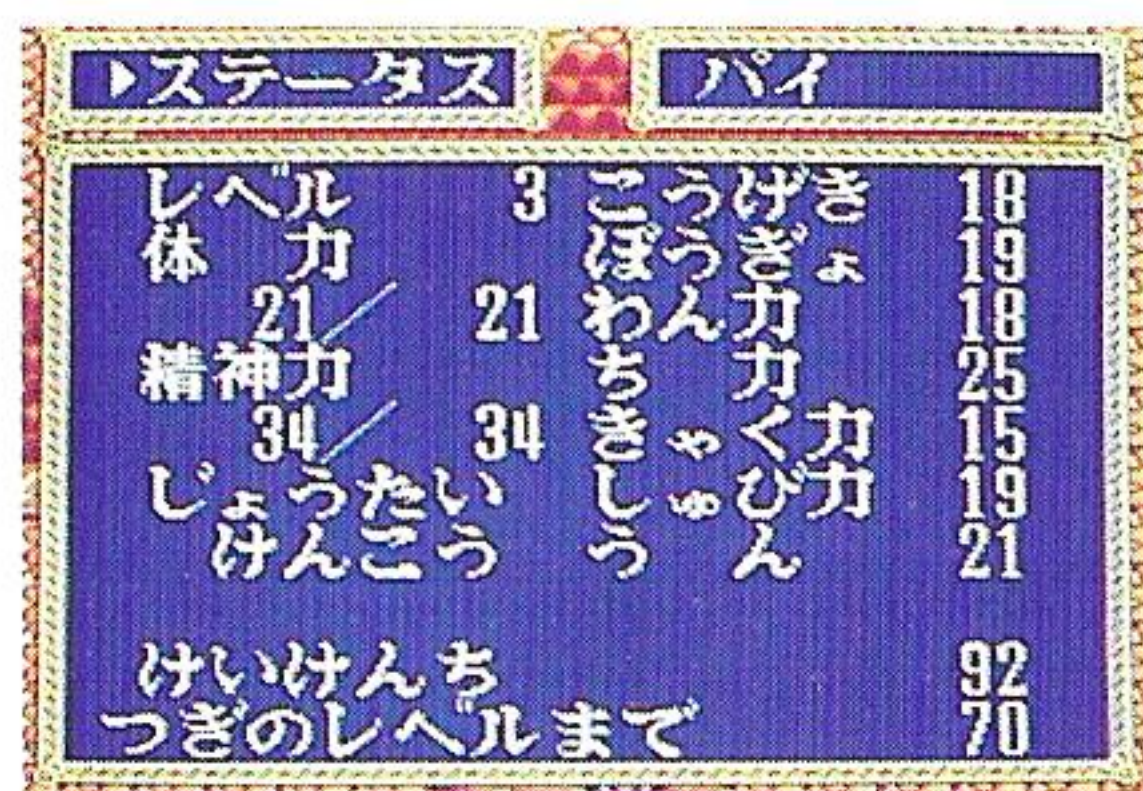 ▶ステータス パイ
レベル 3 こうげき 18
体 力 ぼうぎょ 19
21/ 21 わん力 18
精神力 ち 力 25
34/ 34 きゃく力 15
じょうたい しゅび力 19
けんこう う ん 21
けいけんち 92
つぎのレベルまで 70